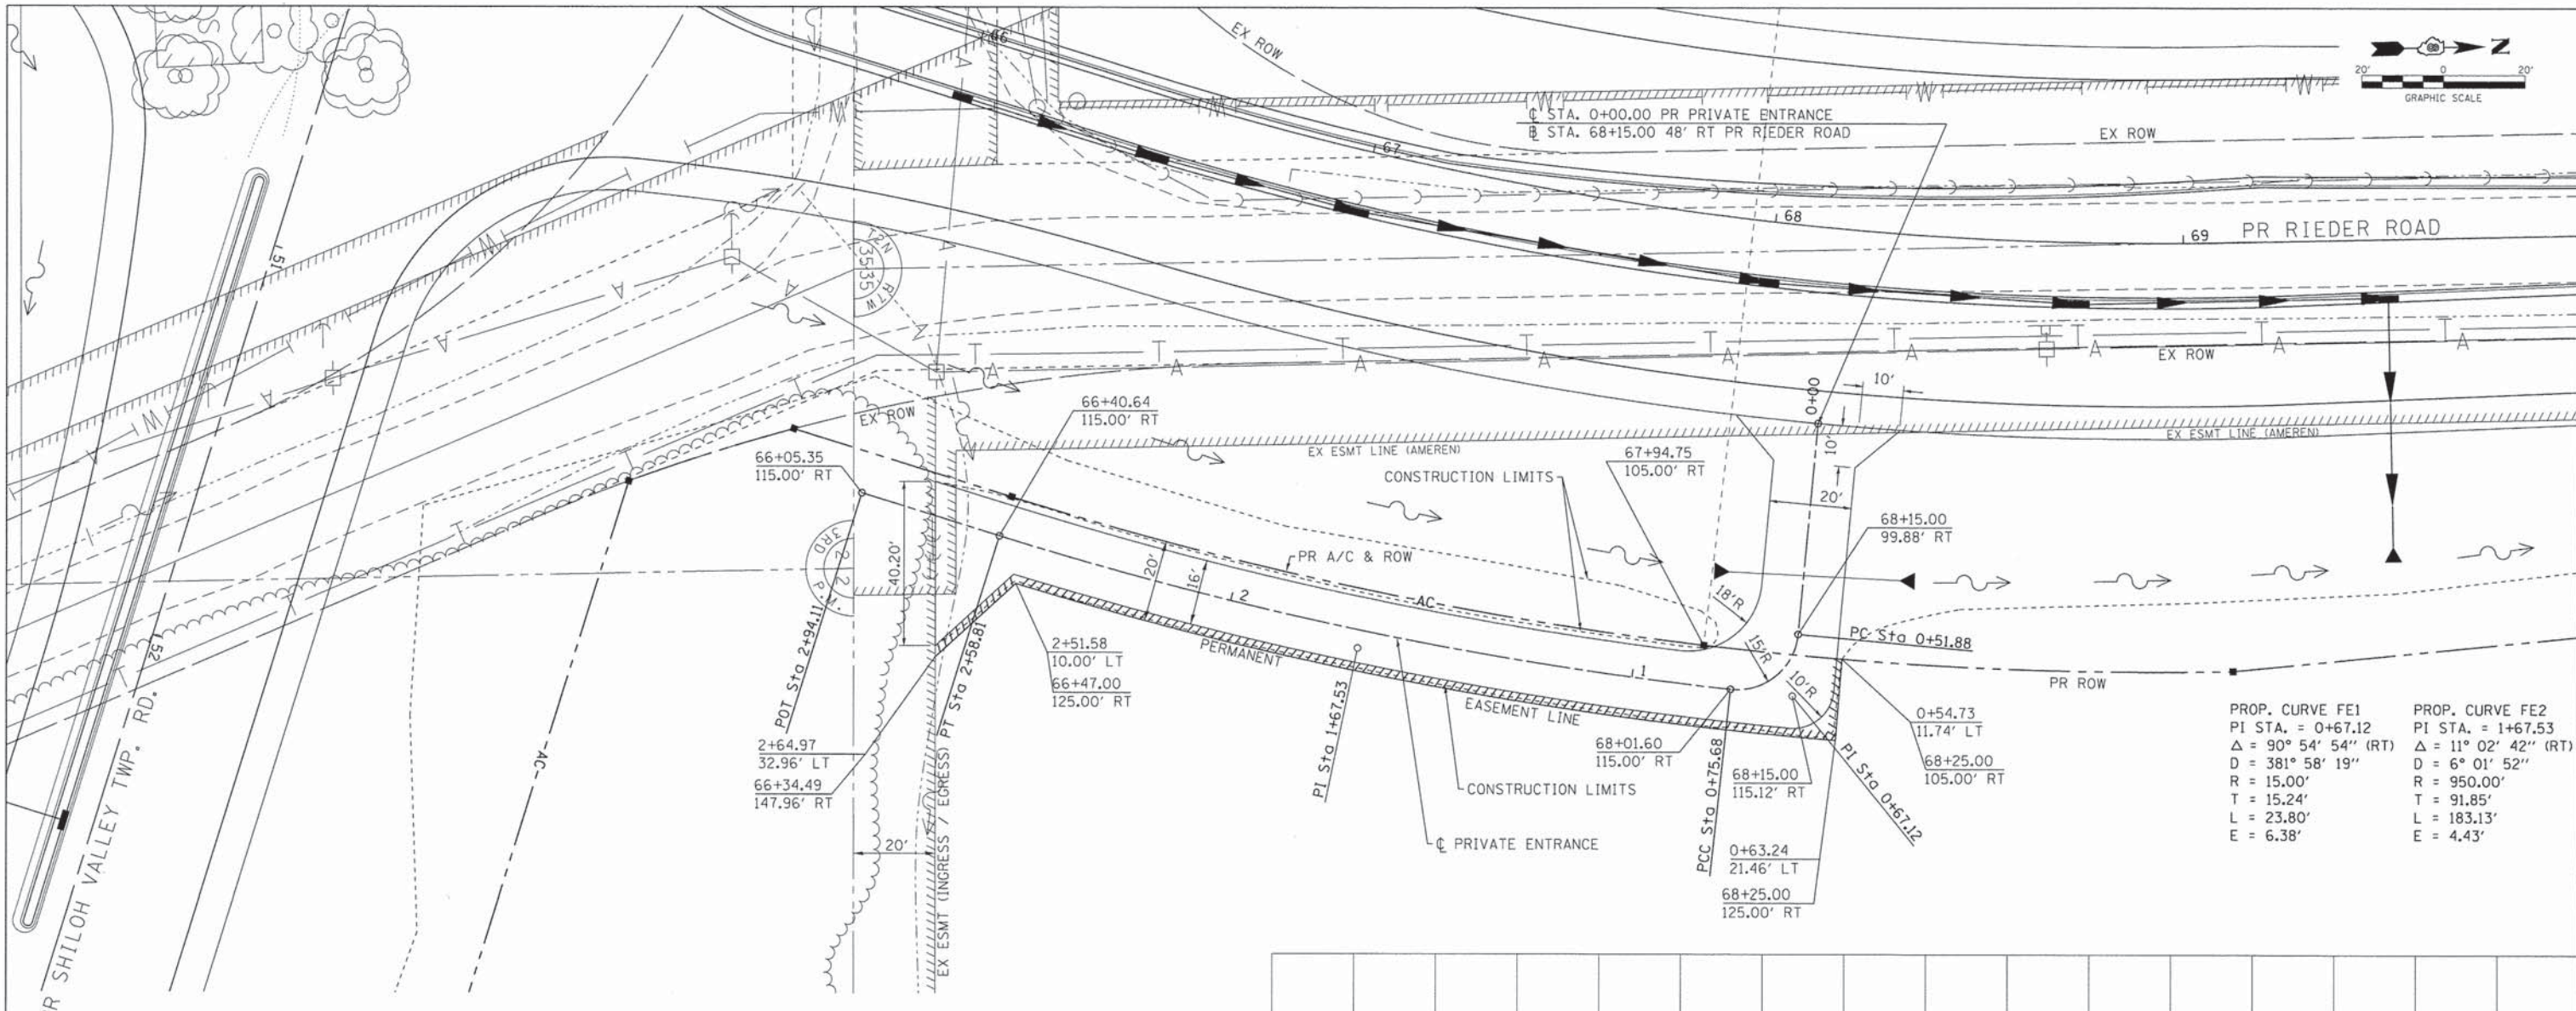 66
EX ROW
N
20' 0 20'
GRAPHIC SCALE
℄ STA. 0+00.00 PR PRIVATE ENTRANCE
B STA. 68+15.00 48' RT PR RIEDER ROAD
EX ROW
W
W
W
W
67
68
69 PR RIEDER ROAD
51
W
A
T2N
35 35
R7W
A
A
A
T
T
T
T
T
T
T
T
T
A
A
A
A
A
A
A
A
A
EX ROW
W
A
A
10'
0+00
10'
66+40.64
115.00' RT
EX ROW
EX ESMT LINE (AMEREN)
EX ESMT LINE (AMEREN)
66+05.35
115.00' RT
67+94.75
105.00' RT
CONSTRUCTION LIMITS
20'
68+15.00
99.88' RT
3RD
2 2
2 2
P. M.
40.20'
20'
16'
PR A/C & ROW
AC
2
1
18'R
15'R
10'R
PC Sta 0+51.88
PR ROW
52
POT Sta 2+94.11
PT Sta 2+58.81
2+51.58
10.00' LT
66+47.00
125.00' RT
PERMANENT
EASEMENT LINE
PI Sta 1+67.53
2+64.97
32.96' LT
66+34.49
147.96' RT
68+01.60
115.00' RT
PCC Sta 0+75.68
68+15.00
115.12' RT
PI Sta 0+67.12
0+54.73
11.74' LT
68+25.00
105.00' RT
AC
CONSTRUCTION LIMITS
℄ PRIVATE ENTRANCE
0+63.24
21.46' LT
68+25.00
125.00' RT
20'
EX ESMT (INGRESS / EGRESS)
R SHILOH VALLEY TWP. RD.
PROP. CURVE FE1
PI STA. = 0+67.12
Δ = 90° 54' 54" (RT)
D = 381° 58' 19"
R = 15.00'
T = 15.24'
L = 23.80'
E = 6.38'
PROP. CURVE FE2
PI STA. = 1+67.53
Δ = 11° 02' 42" (RT)
D = 6° 01' 52"
R = 950.00'
T = 91.85'
L = 183.13'
E = 4.43'